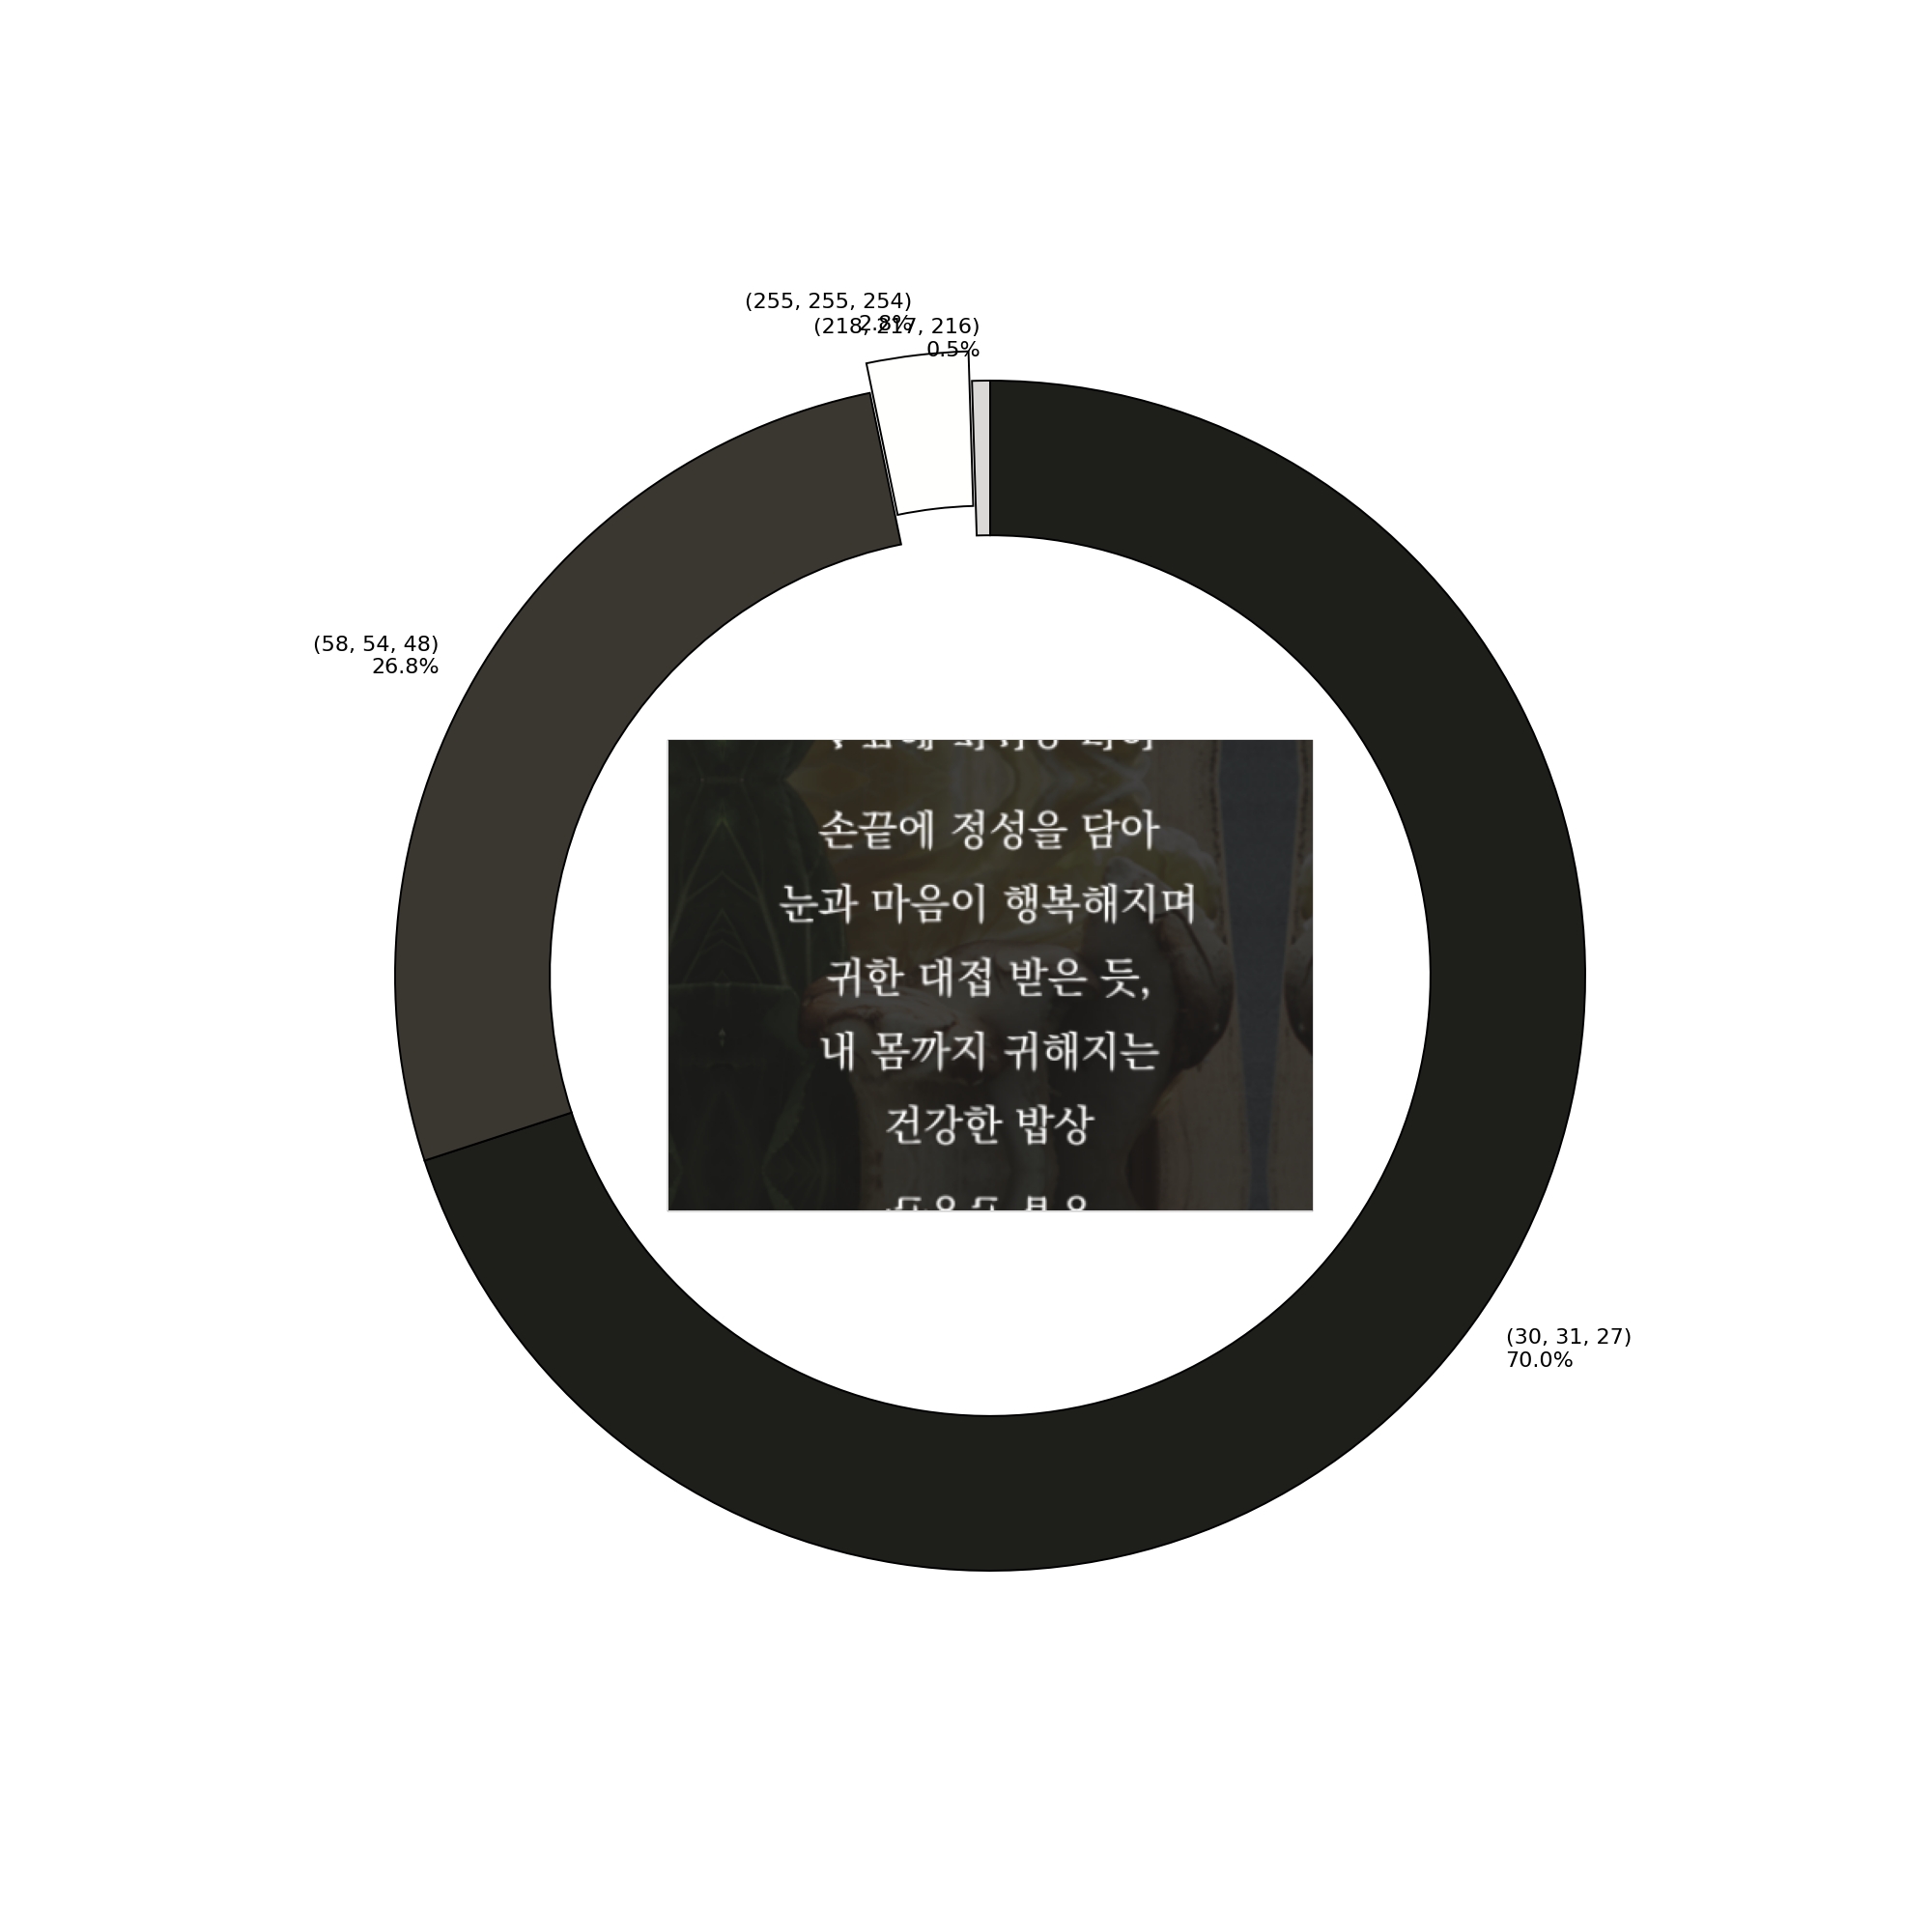 (255, 255, 254)
2.8%
(218, 217, 216)
0.5%
(58, 54, 48)
26.8%
손끝에 정성을 담아
눈과 마음이 행복해지며
귀한 대접 받은 듯,
내 몸까지 귀해지는
건강한 밥상
(30, 31, 27)
70.0%